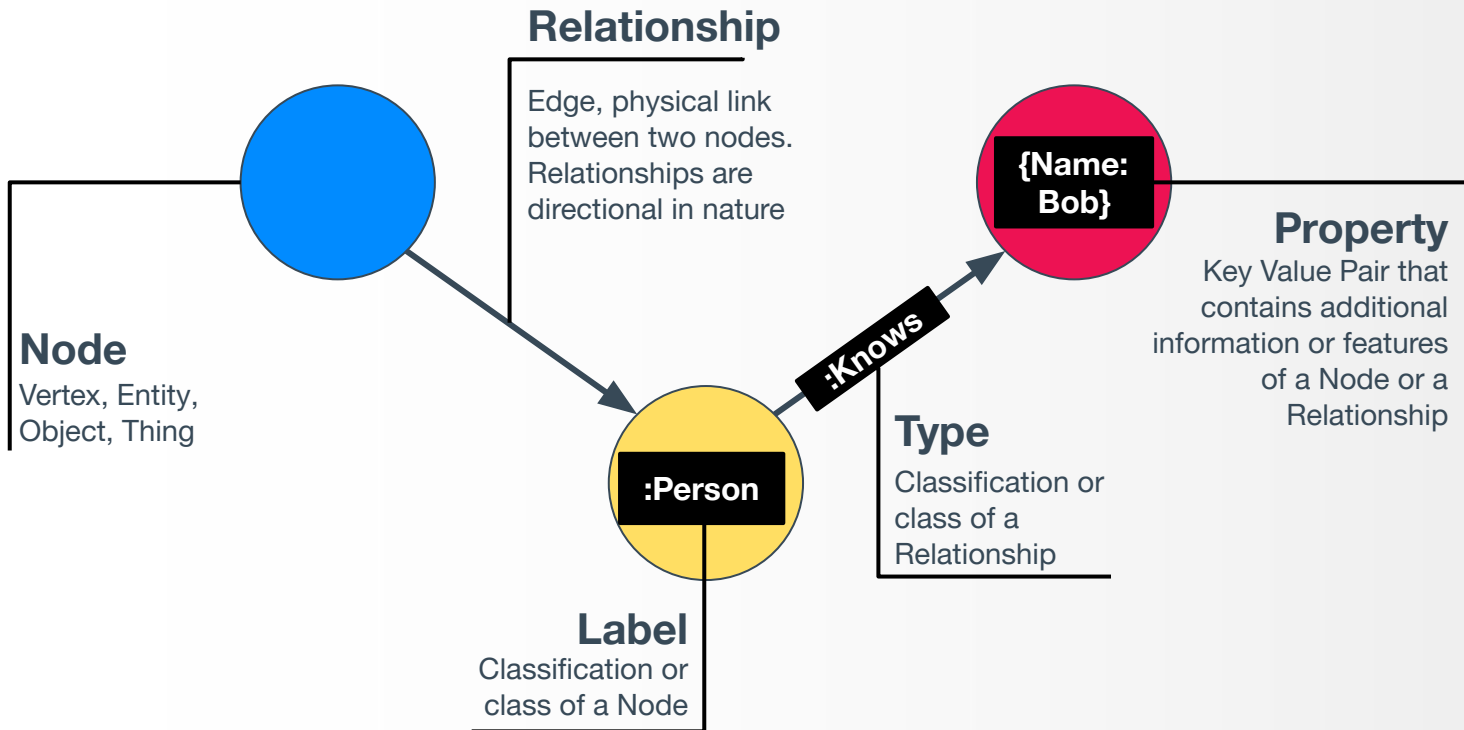 Relationship
Edge, physical link
between two nodes.
Relationships are
directional in nature
{Name:
Bob}
Property
Key Value Pair that
contains additional
information or features
of a Node or a
Relationship
Node
Vertex, Entity,
Object, Thing
:Knows
Type
Classification or
class of a
Relationship
:Person
Label
Classification or
class of a Node